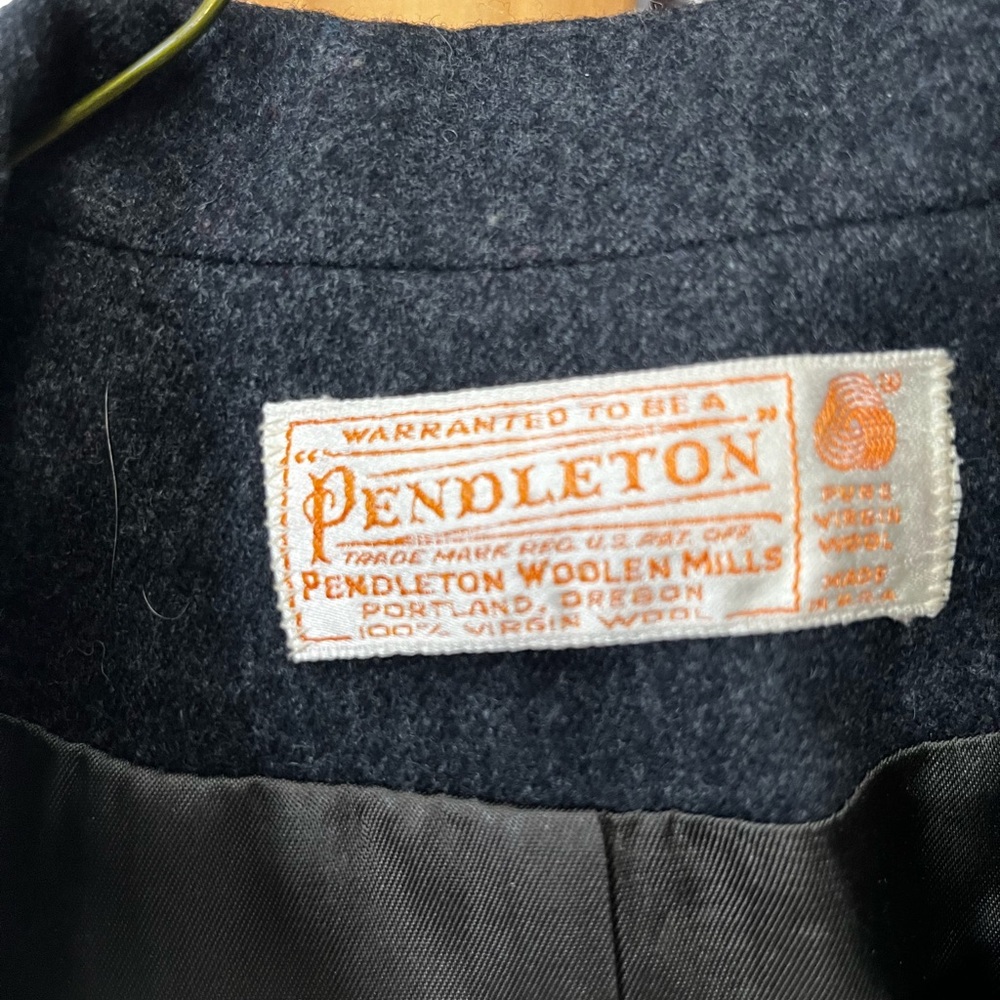 WARRANTED TO BE A
"PENDLETON"
TRADE MARK REG. U.S. PAT. OFF.
PENDLETON WOOLEN MILLS
PORTLAND, OREGON
100% VIRGIN WOOL
PURE
VIRGIN
WOOL
MADE
IN U.S.A.